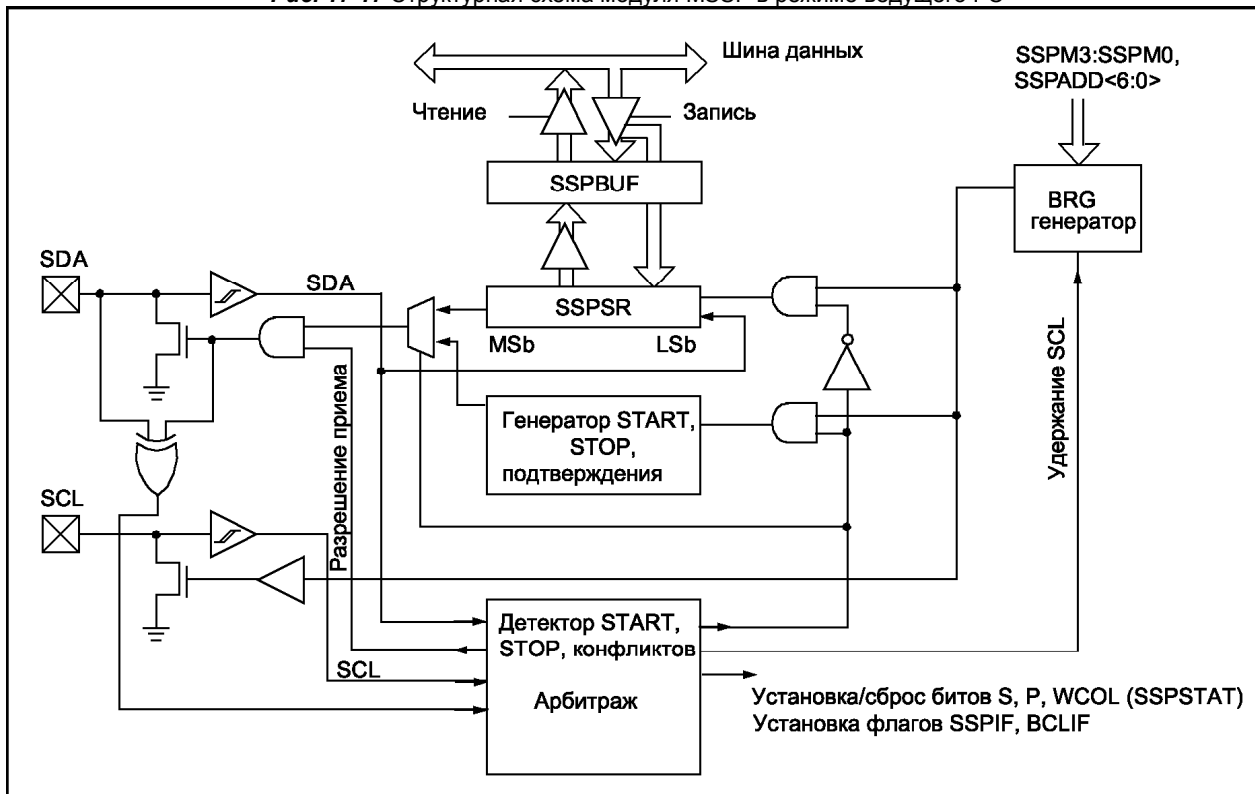 Шина данных
SSPM3:SSPM0,
SSPADD<6:0>
Чтение
Запись
SSPBUF
BRG
генератор
SDA
SDA
SSPSR
MSb
LSb
Генератор START,
STOP,
подтверждения
Разрешение приема
Удержание SCL
SCL
Детектор START,
STOP, конфликтов
SCL
Арбитраж
Установка/сброс битов S, P, WCOL (SSPSTAT)
Установка флагов SSPIF, BCLIF